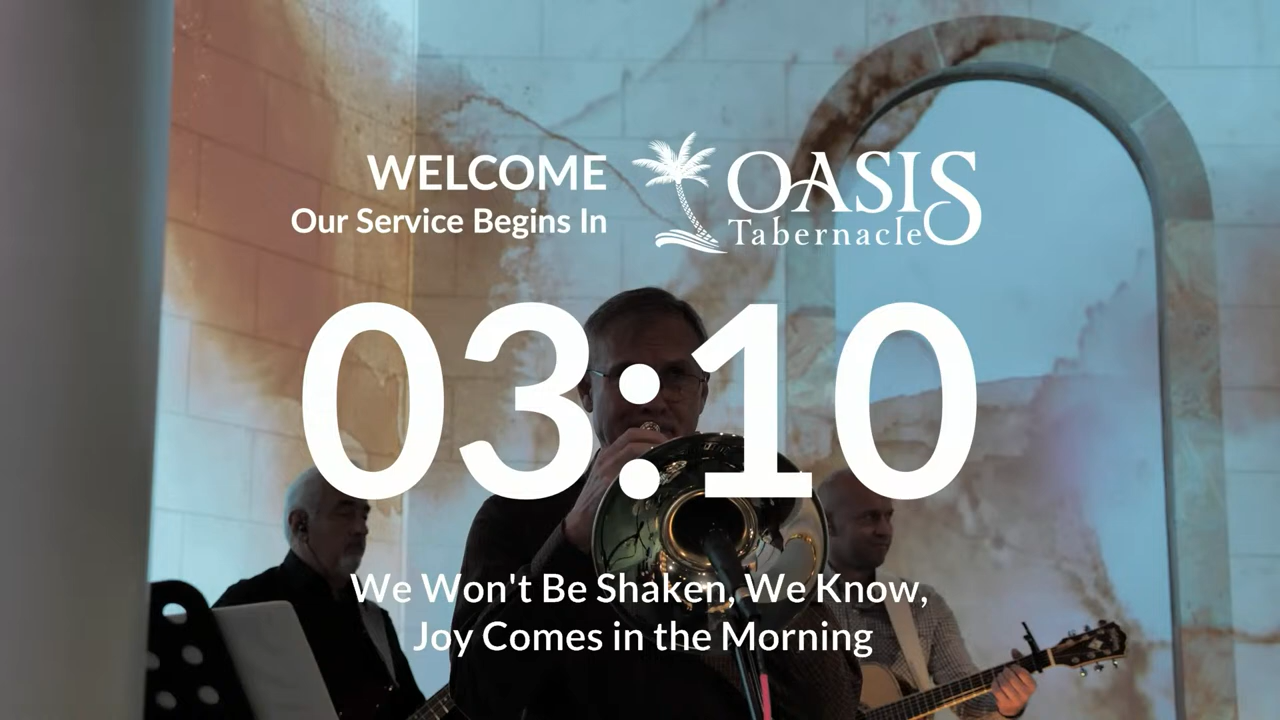 WELCOME
Our Service Begins In
OASIS
Tabernacle
03:10
We Won't Be Shaken, We Know,
Joy Comes in the Morning